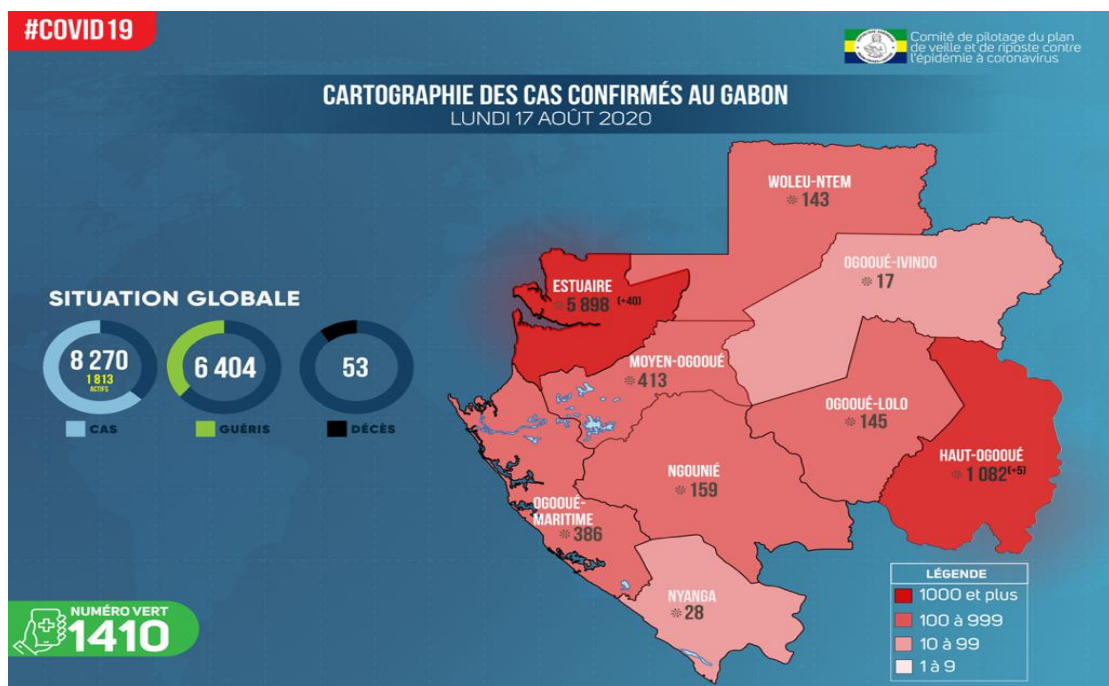 #COVID19
Comité de pilotage du plan
de veille et de riposte contre
l'épidémie à coronavirus
CARTOGRAPHIE DES CAS CONFIRMÉS AU GABON
LUNDI 17 AOÛT 2020
WOLEU-NTEM
143
OGOOUÉ-IVINDO
17
ESTUAIRE
5 898 (+40)
SITUATION GLOBALE
8 270
1 813
ACTIFS
6 404
53
CAS
GUÉRIS
DÉCÈS
MOYEN-OGOOUÉ
413
OGOOUÉ-LOLO
145
HAUT-OGOOUÉ
1 082 (+5)
NGOUNIÉ
159
OGOOUÉ-
MARITIME
386
NYANGA
28
LÉGENDE
1000 et plus
100 à 999
10 à 99
1 à 9
NUMÉRO VERT
1410